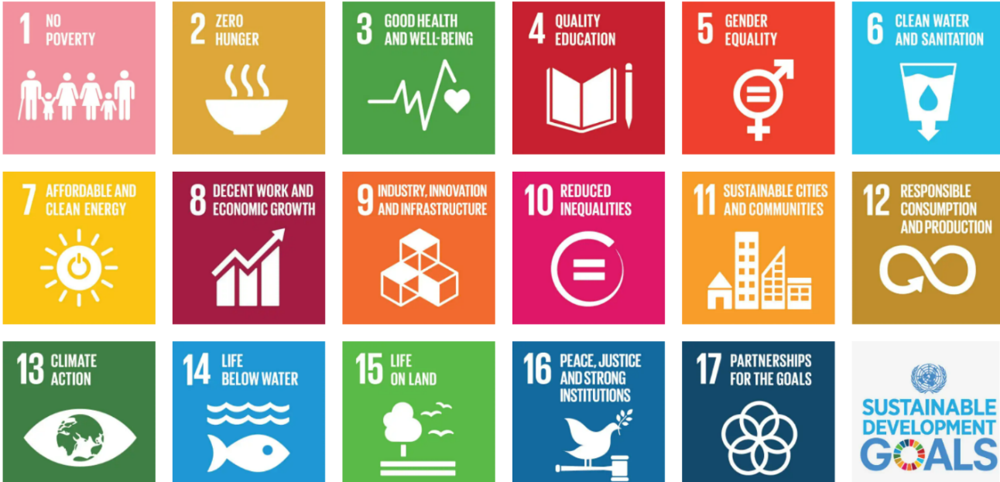 1 NO
POVERTY
2 ZERO
HUNGER
3 GOOD HEALTH
AND WELL-BEING
4 QUALITY
EDUCATION
5 GENDER
EQUALITY
6 CLEAN WATER
AND SANITATION
7 AFFORDABLE AND
CLEAN ENERGY
8 DECENT WORK AND
ECONOMIC GROWTH
9 INDUSTRY, INNOVATION
AND INFRASTRUCTURE
10 REDUCED
INEQUALITIES
11 SUSTAINABLE CITIES
AND COMMUNITIES
12 RESPONSIBLE
CONSUMPTION
AND PRODUCTION
13 CLIMATE
ACTION
14 LIFE
BELOW WATER
15 LIFE
ON LAND
16 PEACE, JUSTICE
AND STRONG
INSTITUTIONS
17 PARTNERSHIPS
FOR THE GOALS
SUSTAINABLE
DEVELOPMENT
GOALS